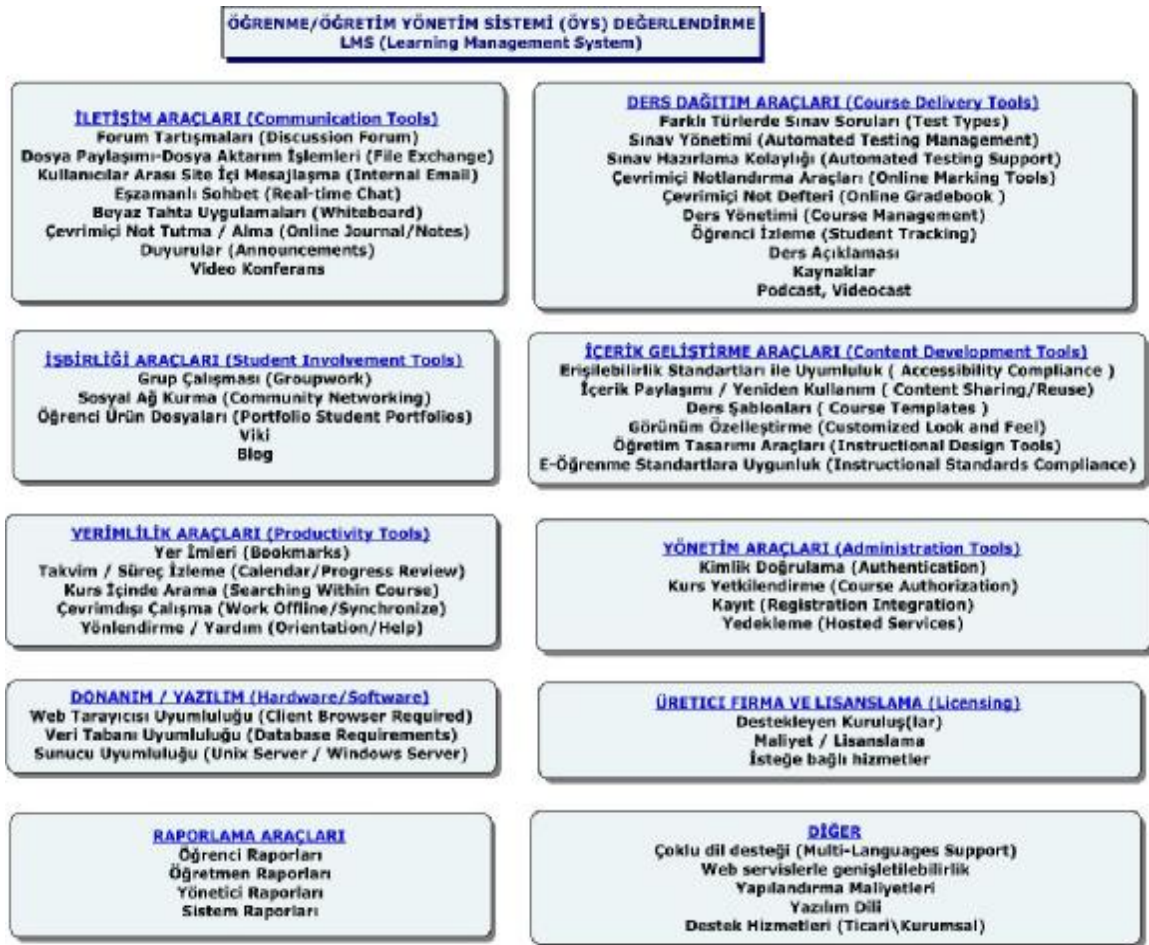 ÖĞRENME/ÖĞRETİM YÖNETİM SİSTEMİ (ÖYS) DEĞERLENDİRME
LMS (Learning Management System)
İLETİŞİM ARAÇLARI (Communication Tools)
Forum Tartışmaları (Discussion Forum)
Dosya Paylaşımı-Dosya Aktarım İşlemleri (File Exchange)
Kullanıcılar Arası Site İçi Mesajlaşma (Internal Email)
Eşzamanlı Sohbet (Real-time Chat)
Beyaz Tahta Uygulamaları (Whiteboard)
Çevrimiçi Not Tutma / Alma (Online Journal/Notes)
Duyurular (Announcements)
Video Konferans
DERS DAĞITIM ARAÇLARI (Course Delivery Tools)
Farklı Türlerde Sınav Soruları (Test Types)
Sınav Yönetimi (Automated Testing Management)
Sınav Hazırlama Kolaylığı (Automated Testing Support)
Çevrimiçi Notlandırma Araçları (Online Marking Tools)
Çevrimiçi Not Defteri (Online Gradebook )
Ders Yönetimi (Course Management)
Öğrenci İzleme (Student Tracking)
Ders Açıklaması
Kaynaklar
Podcast, Videocast
İŞBİRLİĞİ ARAÇLARI (Student Involvement Tools)
Grup Çalışması (Groupwork)
Sosyal Ağ Kurma (Community Networking)
Öğrenci Ürün Dosyaları (Portfolio Student Portfolios)
Viki
Blog
İÇERİK GELİŞTİRME ARAÇLARI (Content Development Tools)
Erişilebilirlik Standartları ile Uyumluluk ( Accessibility Compliance )
İçerik Paylaşımı / Yeniden Kullanım ( Content Sharing/Reuse)
Ders Şablonları ( Course Templates )
Görünüm Özelleştirme (Customized Look and Feel)
Öğretim Tasarımı Araçları (Instructional Design Tools)
E-Öğrenme Standartlara Uygunluk (Instructional Standards Compliance)
VERİMLİLİK ARAÇLARI (Productivity Tools)
Yer İmleri (Bookmarks)
Takvim / Süreç İzleme (Calendar/Progress Review)
Kurs İçinde Arama (Searching Within Course)
Çevrimdışı Çalışma (Work Offline/Synchronize)
Yönlendirme / Yardım (Orientation/Help)
YÖNETİM ARAÇLARI (Administration Tools)
Kimlik Doğrulama (Authentication)
Kurs Yetkilendirme (Course Authorization)
Kayıt (Registration Integration)
Yedekleme (Hosted Services)
DONANIM / YAZILIM (Hardware/Software)
Web Tarayıcısı Uyumluluğu (Client Browser Required)
Veri Tabanı Uyumluluğu (Database Requirements)
Sunucu Uyumluluğu (Unix Server / Windows Server)
ÜRETICI FIRMA VE LISANSLAMA (Licensing)
Destekleyen Kuruluş(lar)
Maliyet / Lisanslama
İsteğe bağlı hizmetler
RAPORLAMA ARAÇLARI
Öğrenci Raporları
Öğretmen Raporları
Yönetici Raporları
Sistem Raporları
DİĞER
Çoklu dil desteği (Multi-Languages Support)
Web servislerle genişletilebilirlik
Yapılandırma Maliyetleri
Yazılım Dili
Destek Hizmetleri (Ticari\Kurumsal)